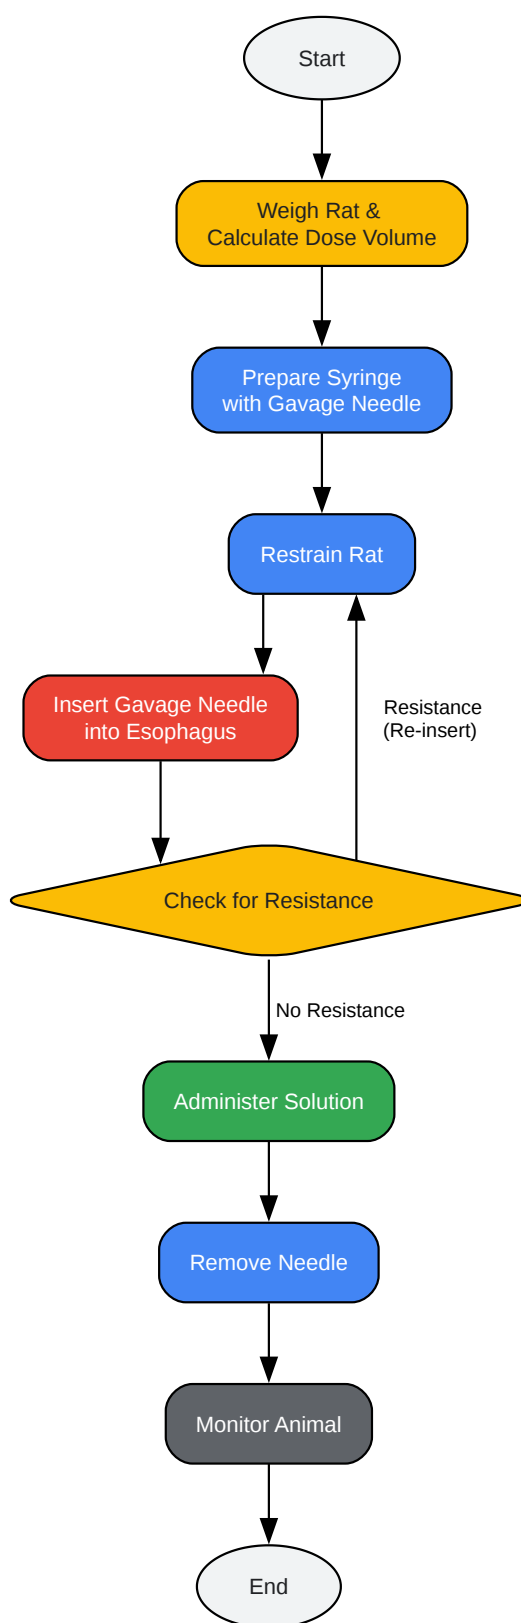 Start
Weigh Rat &
Calculate Dose Volume
Prepare Syringe
with Gavage Needle
Restrain Rat
Insert Gavage Needle
into Esophagus
Resistance
(Re-insert)
Check for Resistance
No Resistance
Administer Solution
Remove Needle
Monitor Animal
End